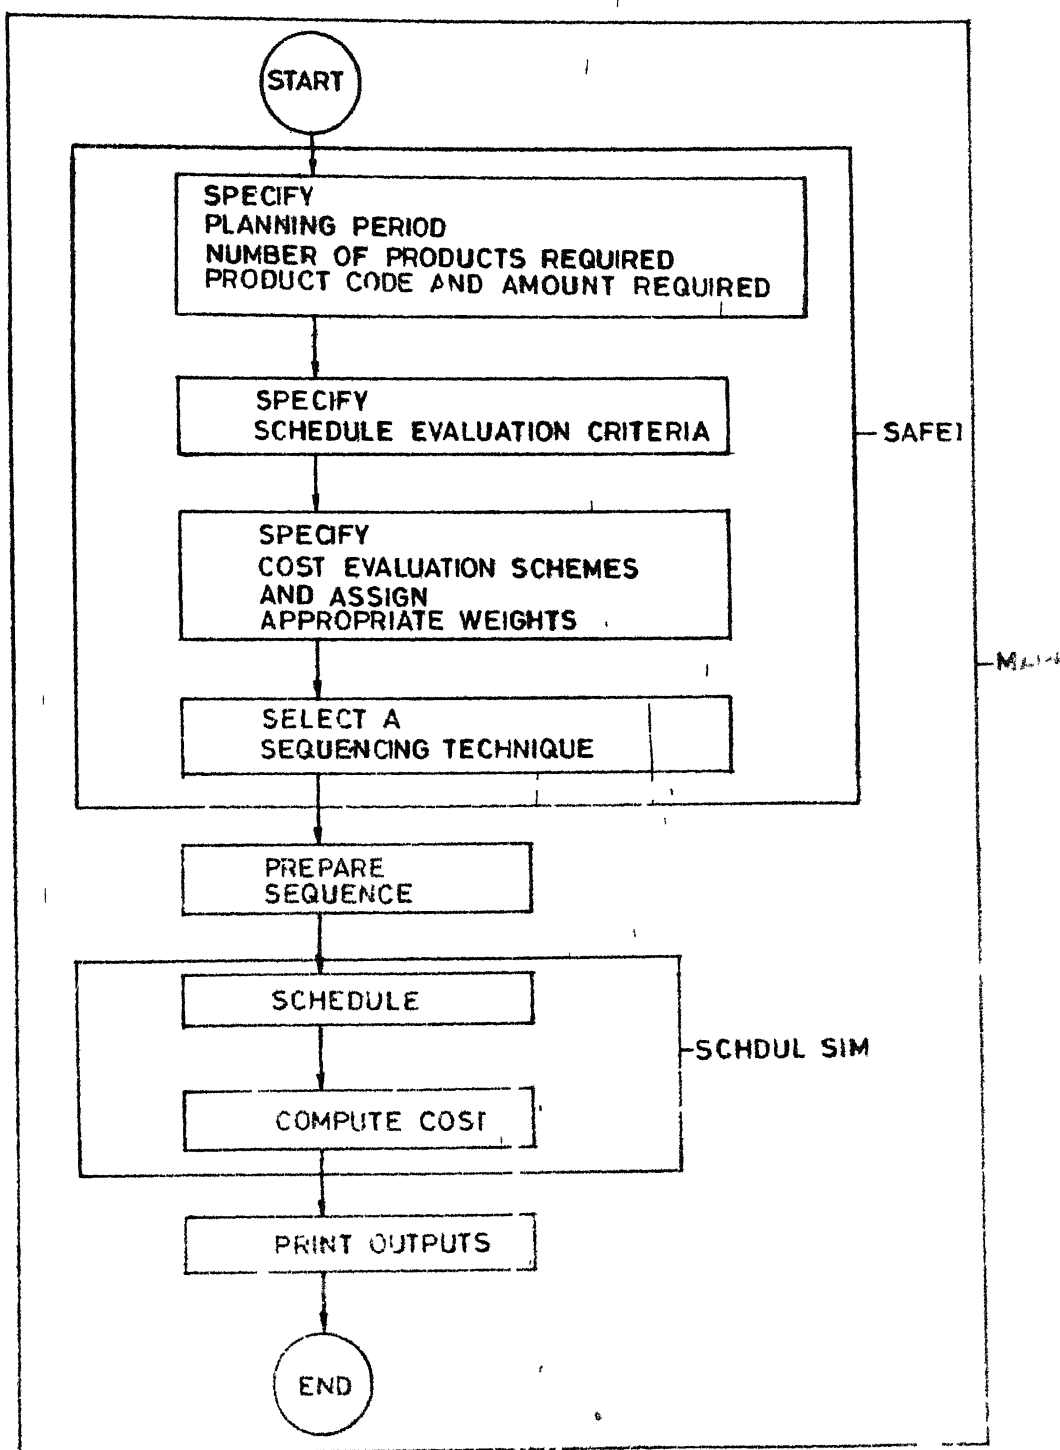 START
SPECIFY
PLANNING PERIOD
NUMBER OF PRODUCTS REQUIRED
PRODUCT CODE AND AMOUNT REQUIRED
SPECIFY
SCHEDULE EVALUATION CRITERIA
SAFE1
SPECIFY
COST EVALUATION SCHEMES
AND ASSIGN
APPROPRIATE WEIGHTS
SELECT A
SEQUENCING TECHNIQUE
PREPARE
SEQUENCE
SCHEDULE
SCHDUL SIM
COMPUTE COST
PRINT OUTPUTS
END